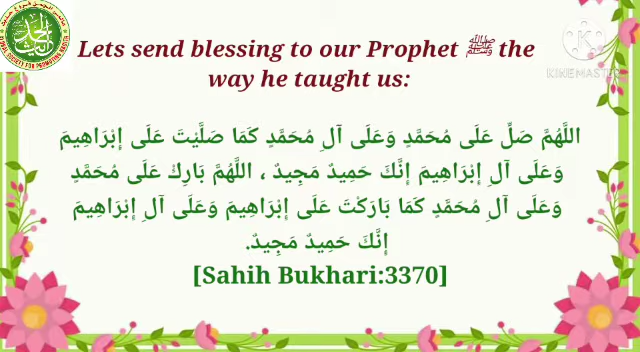 Lets send blessing to our Prophet ﷺ the
way he taught us:
اللَّهُمَّ صَلِّ عَلَى مُحَمَّدٍ وَعَلَى آلِ مُحَمَّدٍ كَمَا صَلَّيْتَ عَلَى إِبْرَاهِيمَ
وَعَلَى آلِ إِبْرَاهِيمَ إِنَّكَ حَمِيدٌ مَجِيدٌ ، اللَّهُمَّ بَارِكْ عَلَى مُحَمَّدٍ
وَعَلَى آلِ مُحَمَّدٍ كَمَا بَارَكْتَ عَلَى إِبْرَاهِيمَ وَعَلَى آلِ إِبْرَاهِيمَ
إِنَّكَ حَمِيدٌ مَجِيدٌ.
[Sahih Bukhari:3370]
KINEMASTER